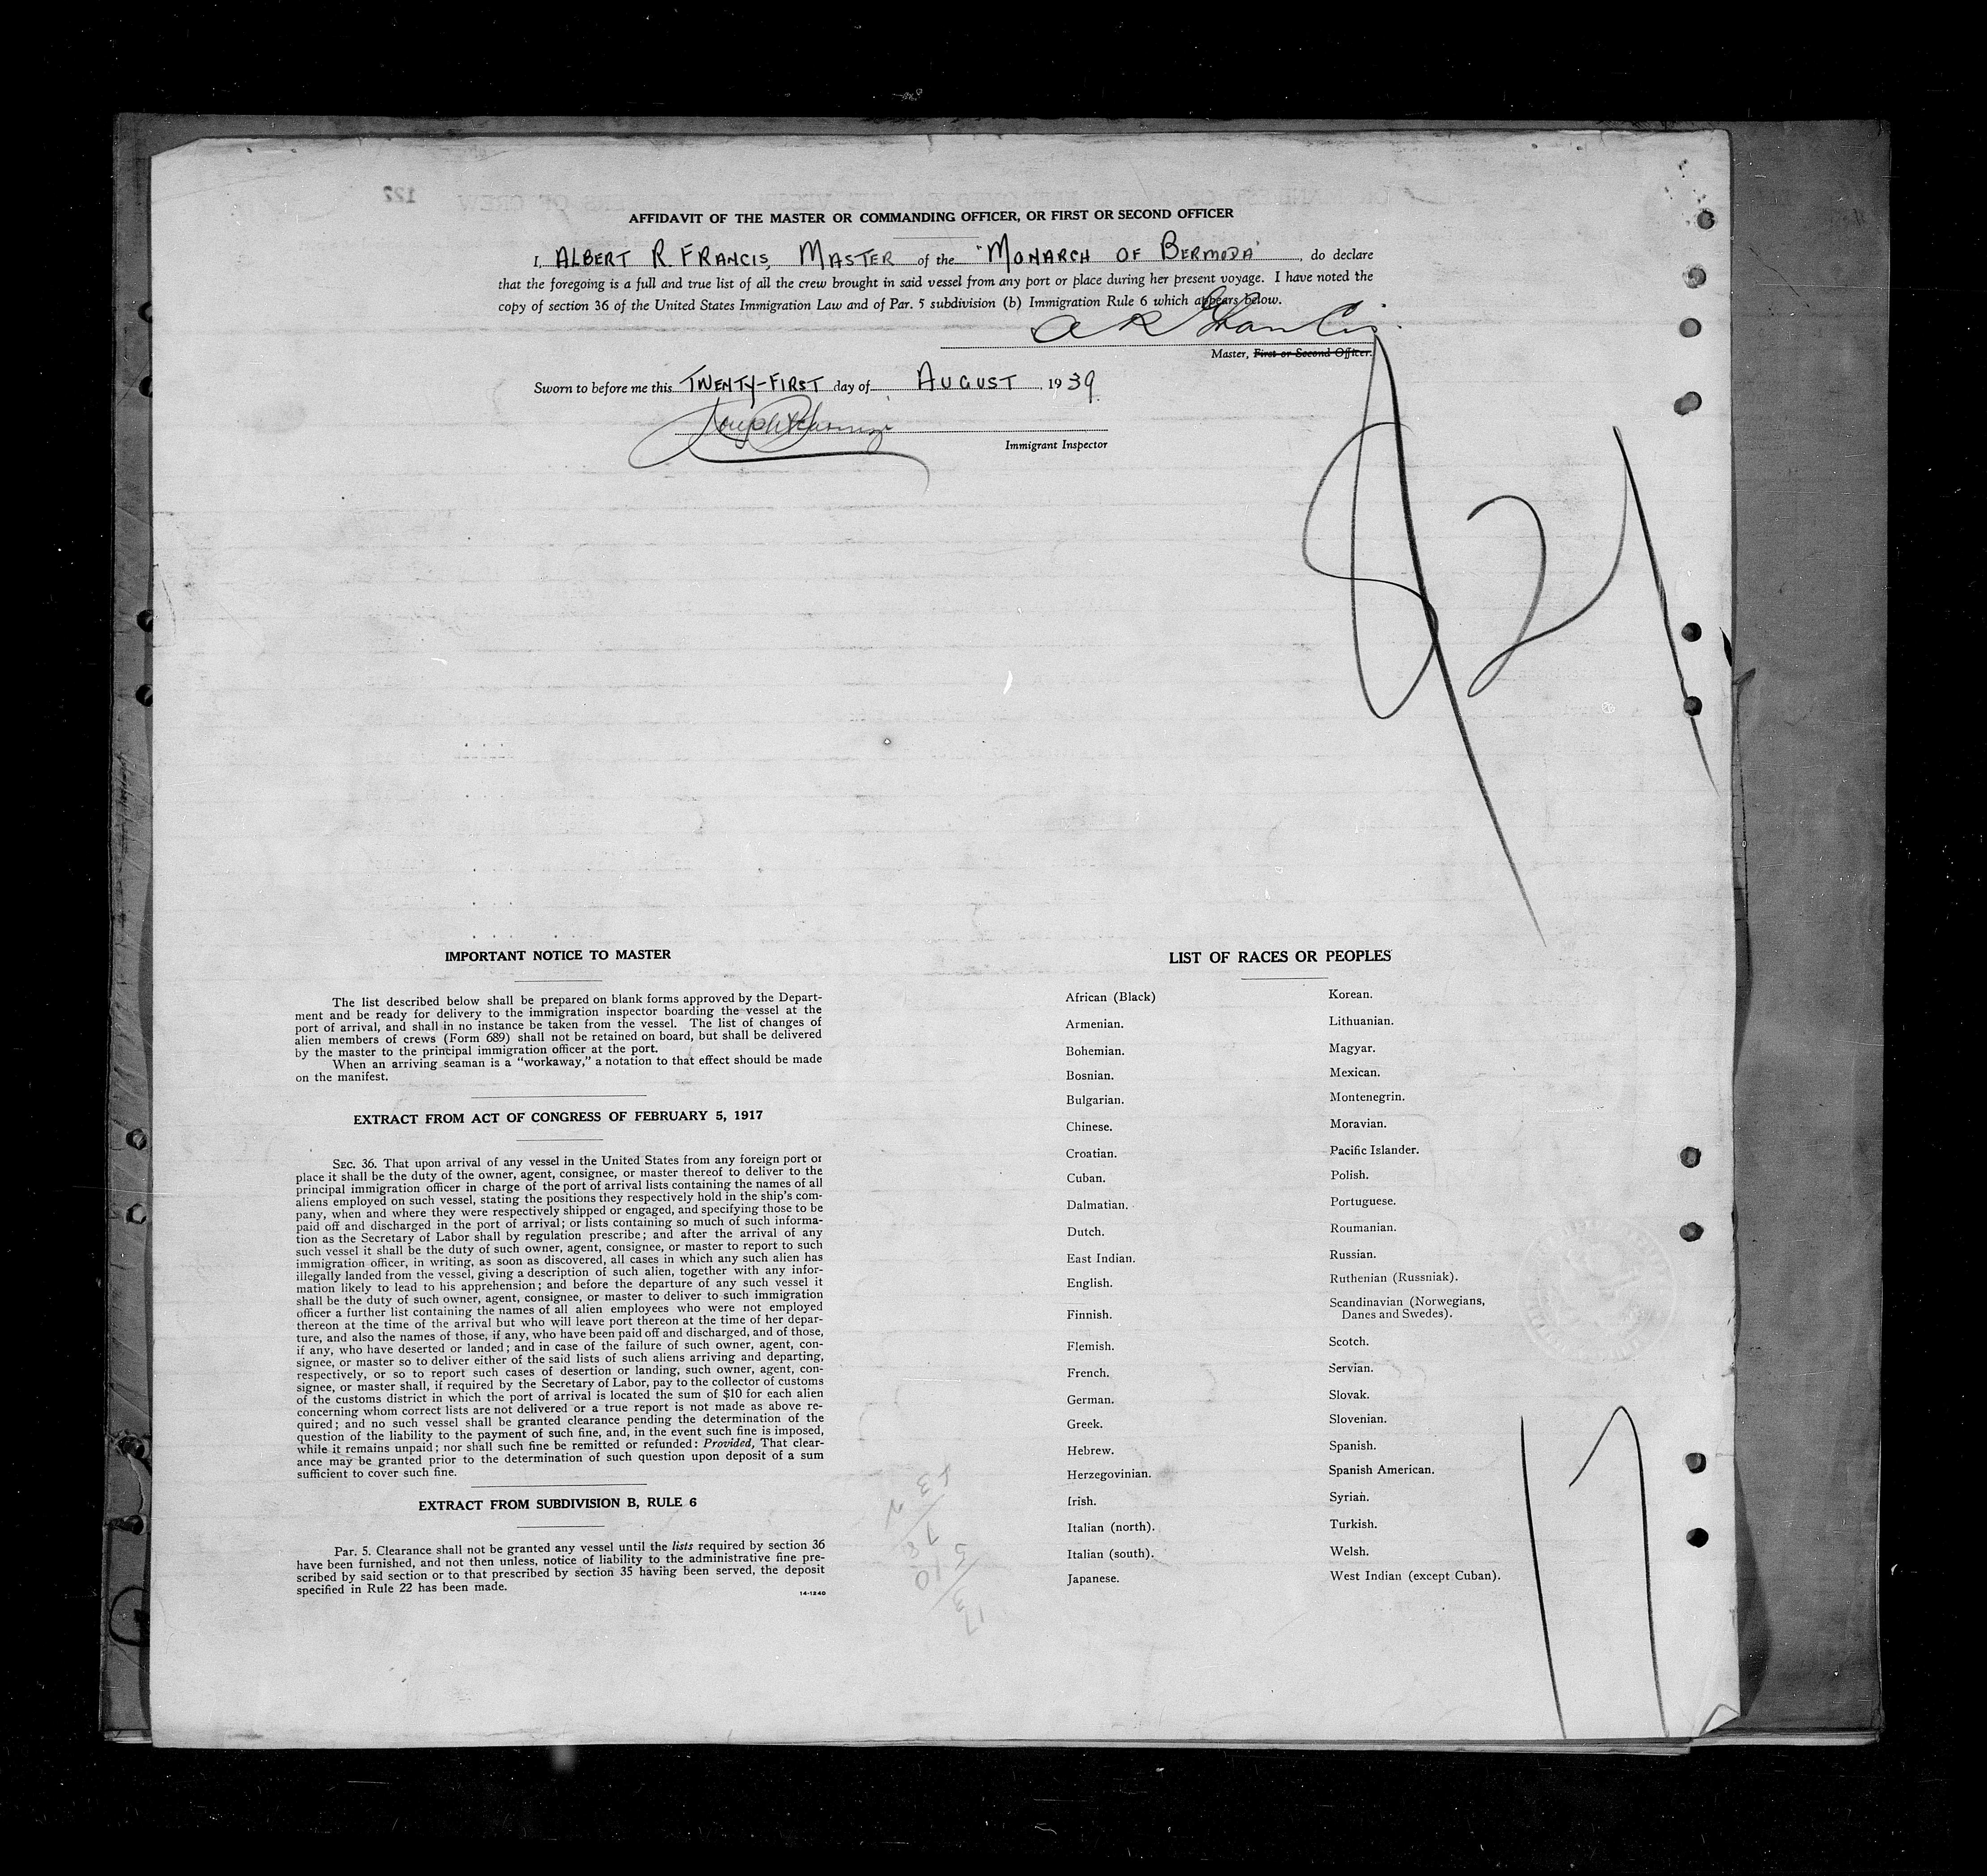 AFFIDAVIT OF THE MASTER OR COMMANDING OFFICER, OR FIRST OR SECOND OFFICER
I, ALBERT R. FRANCIS, MASTER of the "MONARCH OF BERMUDA", do declare
that the foregoing is a full and true list of all the crew brought in said vessel from any port or place during her present voyage. I have noted the
copy of section 36 of the United States Immigration Law and of Par. 5 subdivision (b) Immigration Rule 6 which appears below.
A R Francis
Master, First or Second Officer.
Sworn to before me this TWENTY-FIRST day of AUGUST, 1939.
Immigrant Inspector
8/21
IMPORTANT NOTICE TO MASTER
The list described below shall be prepared on blank forms approved by the Depart-
ment and be ready for delivery to the immigration inspector boarding the vessel at the
port of arrival, and shall in no instance be taken from the vessel. The list of changes of
alien members of crews (Form 689) shall not be retained on board, but shall be delivered
by the master to the principal immigration officer at the port.
When an arriving seaman is a "workaway," a notation to that effect should be made
on the manifest.
EXTRACT FROM ACT OF CONGRESS OF FEBRUARY 5, 1917
SEC. 36. That upon arrival of any vessel in the United States from any foreign port or
place it shall be the duty of the owner, agent, consignee, or master thereof to deliver to the
principal immigration officer in charge of the port of arrival lists containing the names of all
aliens employed on such vessel, stating the positions they respectively hold in the ship's com-
pany, when and where they were respectively shipped or engaged, and specifying those to be
paid off and discharged in the port of arrival; or lists containing so much of such informa-
tion as the Secretary of Labor shall by regulation prescribe; and after the arrival of any
such vessel it shall be the duty of such owner, agent, consignee, or master to report to such
immigration officer, in writing, as soon as discovered, all cases in which any such alien has
illegally landed from the vessel, giving a description of such alien, together with any infor-
mation likely to lead to his apprehension; and before the departure of any such vessel it
shall be the duty of such owner, agent, consignee, or master to deliver to such immigration
officer a further list containing the names of all alien employees who were not employed
thereon at the time of the arrival but who will leave port thereon at the time of her depar-
ture, and also the names of those, if any, who have been paid off and discharged, and of those,
if any, who have deserted or landed; and in case of the failure of such owner, agent, con-
signee, or master so to deliver either of the said lists of such aliens arriving and departing,
respectively, or so to report such cases of desertion or landing, such owner, agent, con-
signee, or master shall, if required by the Secretary of Labor, pay to the collector of customs
of the customs district in which the port of arrival is located the sum of $10 for each alien
concerning whom correct lists are not delivered or a true report is not made as above re-
quired; and no such vessel shall be granted clearance pending the determination of the
question of the liability to the payment of such fine, and, in the event such fine is imposed,
while it remains unpaid; nor shall such fine be remitted or refunded: Provided, That clear-
ance may be granted prior to the determination of such question upon deposit of a sum
sufficient to cover such fine.
EXTRACT FROM SUBDIVISION B, RULE 6
Par. 5. Clearance shall not be granted any vessel until the lists required by section 36
have been furnished, and not then unless, notice of liability to the administrative fine pre-
scribed by said section or to that prescribed by section 35 having been served, the deposit
specified in Rule 22 has been made.
14-1240
LIST OF RACES OR PEOPLES
African (Black)
Armenian.
Bohemian.
Bosnian.
Bulgarian.
Chinese.
Croatian.
Cuban.
Dalmatian.
Dutch.
East Indian.
English.
Finnish.
Flemish.
French.
German.
Greek.
Hebrew.
Herzegovinian.
Irish.
Italian (north).
Italian (south).
Japanese.
Korean.
Lithuanian.
Magyar.
Mexican.
Montenegrin.
Moravian.
Pacific Islander.
Polish.
Portuguese.
Roumanian.
Russian.
Ruthenian (Russniak).
Scandinavian (Norwegians,
Danes and Swedes).
Scotch.
Servian.
Slovak.
Slovenian.
Spanish.
Spanish American.
Syrian.
Turkish.
Welsh.
West Indian (except Cuban).
17